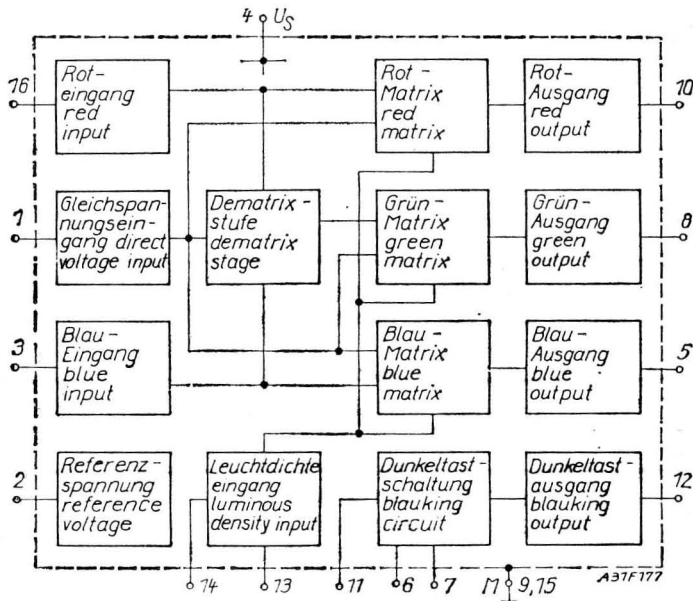 4 U_S
16
Rot-
eingang
red
input
Rot-
Matrix
red
matrix
Rot-
Ausgang
red
output
10
1
Gleichspan-
nungsein-
gang direct
voltage input
Dematrix-
stufe
dematrix
stage
Grün-
Matrix
green
matrix
Grün-
Ausgang
green
output
8
3
Blau-
Eingang
blue
input
Blau-
Matrix
blue
matrix
Blau-
Ausgang
blue
output
5
2
Referenz-
spannung
reference
voltage
Leuchtdichte
eingang
luminous
density input
Dunkeltast-
schaltung
blauking
circuit
Dunkeltast-
ausgang
blauking
output
12
14
13
11
6
7
M
9,15
A31F177